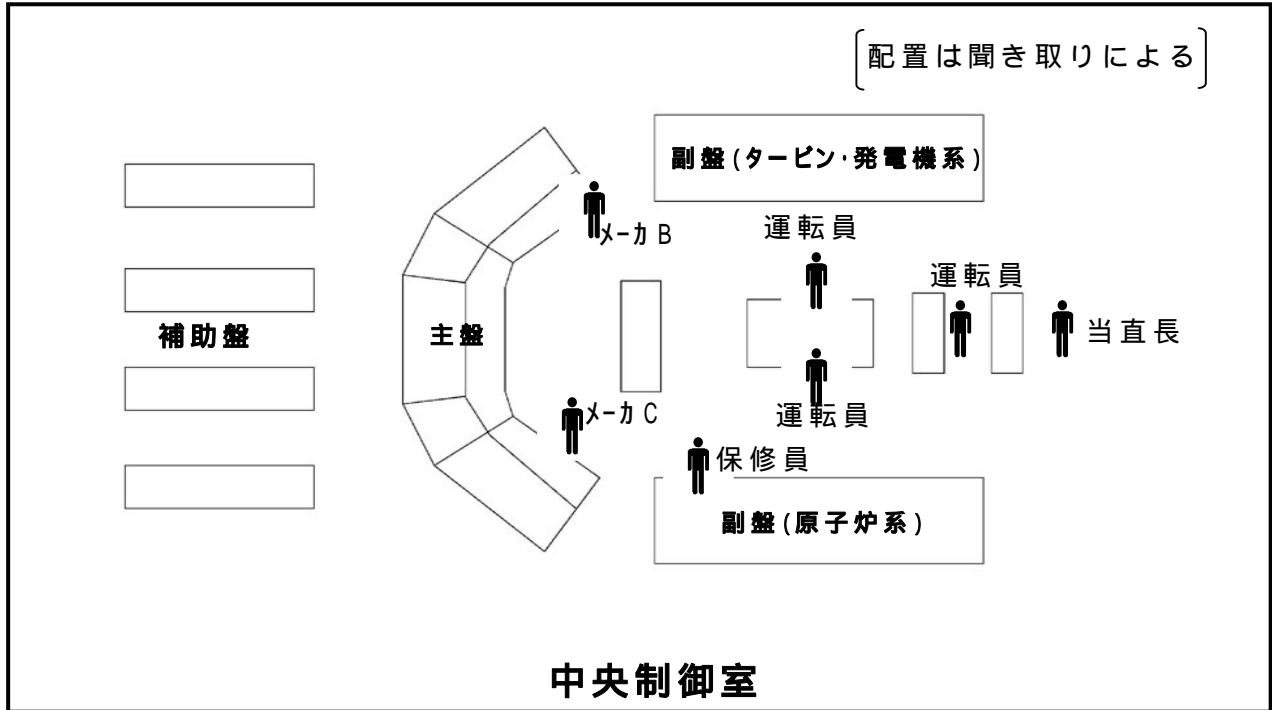 配置は聞き取りによる
副盤(タービン・発電機系)
メーカB
運転員
運転員
補助盤
主盤
当直長
メーカC
運転員
保修員
副盤(原子炉系)
中央制御室